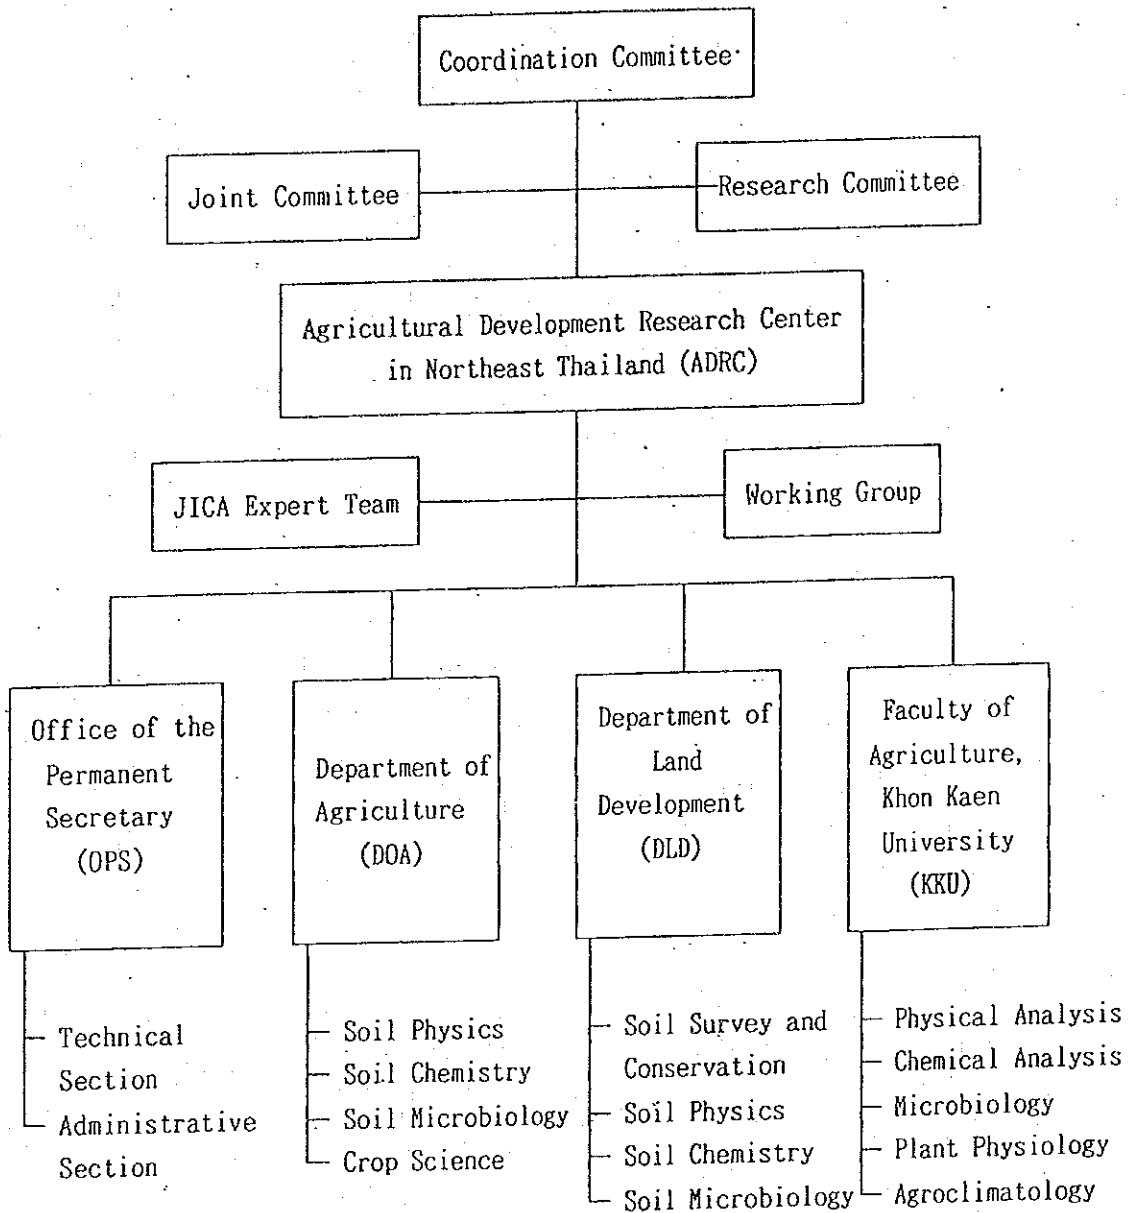 Coordination Committee
Joint Committee
Research Committee
Agricultural Development Research Center
in Northeast Thailand (ADRC)
JICA Expert Team
Working Group
Office of the
Permanent
Secretary
(OPS)
Department of
Agriculture
(DOA)
Department of
Land
Development
(DLD)
Faculty of
Agriculture,
Khon Kaen
University
(KKU)
Technical
Section
Administrative
Section
Soil Physics
Soil Chemistry
Soil Microbiology
Crop Science
Soil Survey and
Conservation
Soil Physics
Soil Chemistry
Soil Microbiology
Physical Analysis
Chemical Analysis
Microbiology
Plant Physiology
Agroclimatology